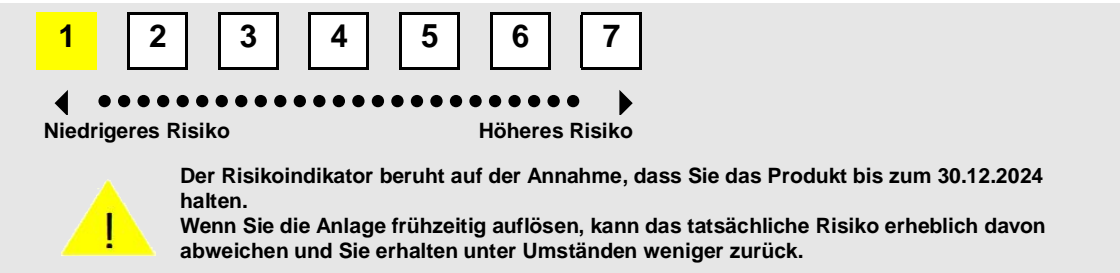 1 2 3 4 5 6 7
Niedrigeres Risiko Höheres Risiko
Der Risikoindikator beruht auf der Annahme, dass Sie das Produkt bis zum 30.12.2024
halten.
Wenn Sie die Anlage frühzeitig auflösen, kann das tatsächliche Risiko erheblich davon
abweichen und Sie erhalten unter Umständen weniger zurück.
!